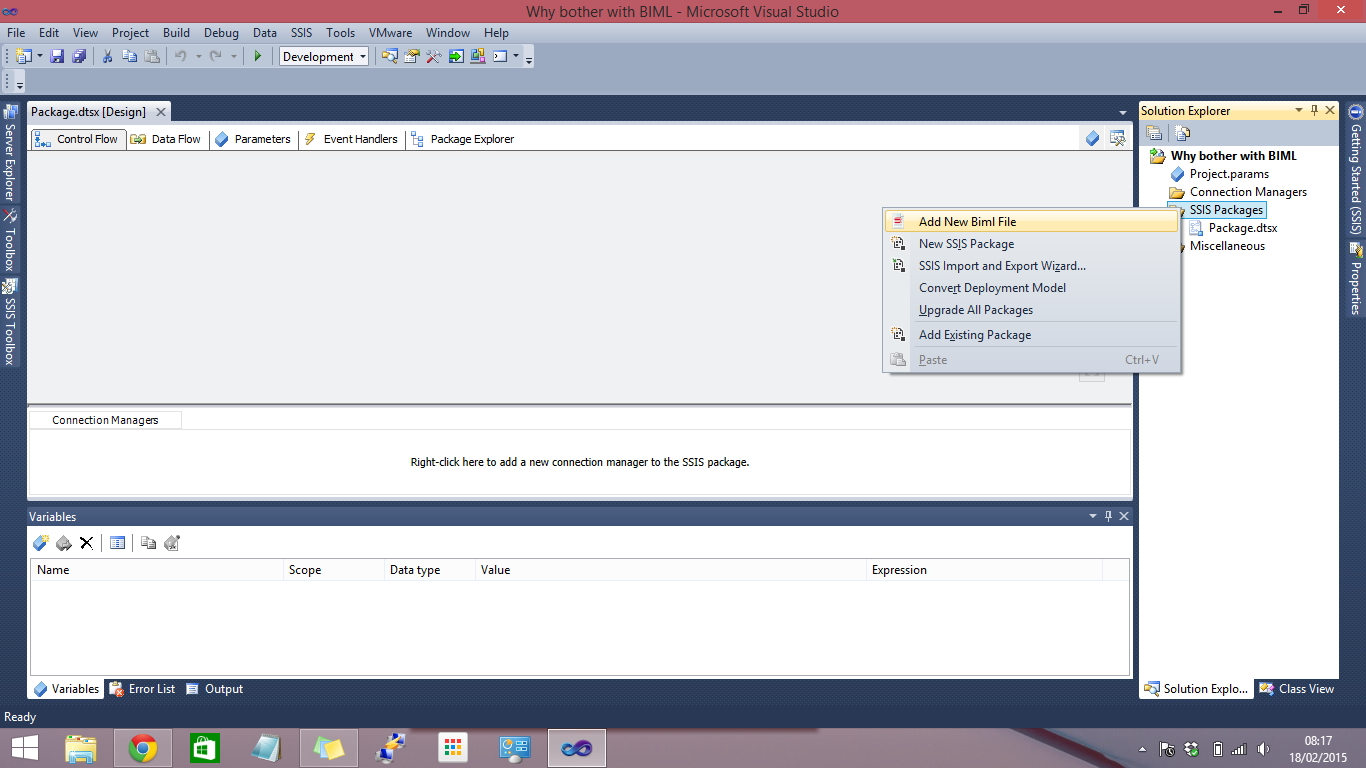 Why bother with BIML - Microsoft Visual Studio
File Edit View Project Build Debug Data SSIS Tools VMware Window Help
Development
Package.dtsx [Design]
Control Flow Data Flow Parameters Event Handlers Package Explorer
Server Explorer
Toolbox
SSIS Toolbox
Add New Biml File
New SSIS Package
SSIS Import and Export Wizard...
Convert Deployment Model
Upgrade All Packages
Add Existing Package
Paste Ctrl+V
Solution Explorer
Why bother with BIML
Project.params
Connection Managers
SSIS Packages
Package.dtsx
Miscellaneous
Getting Started (SSIS)
Properties
Connection Managers
Right-click here to add a new connection manager to the SSIS package.
Variables
Name Scope Data type Value Expression
Variables Error List Output
Solution Explo... Class View
Ready
08:17
18/02/2015